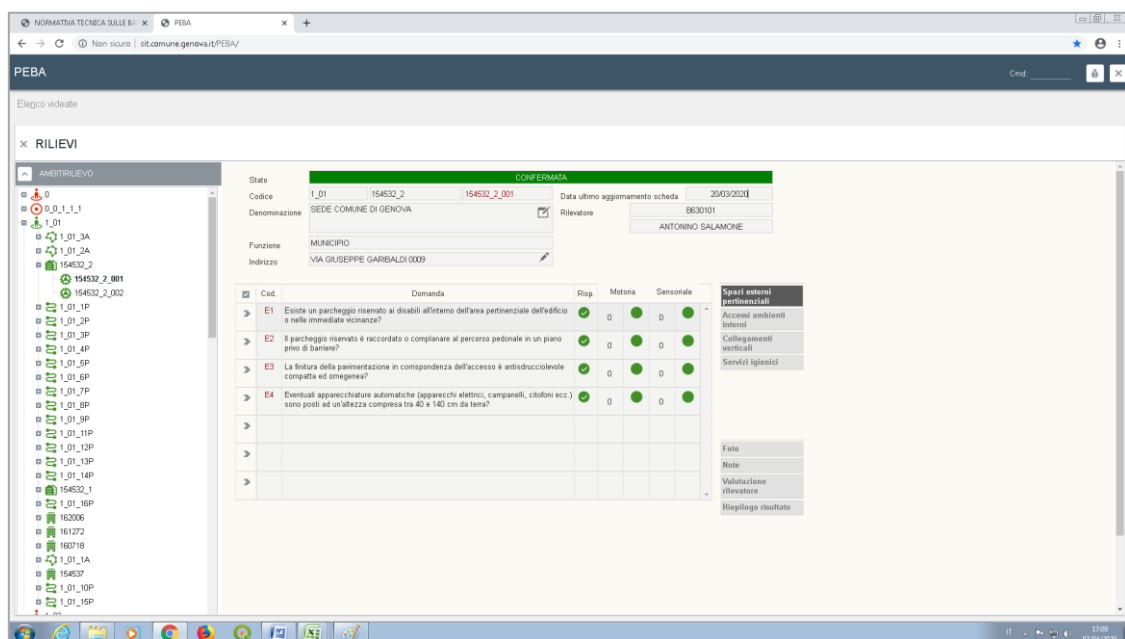 NORMATIVA TECNICA SULLE BA
PEBA
Non sicuro | sit.comune.genova.it/PEBA/
PEBA
Cmd:
Elenco videate
RILIEVI
AMBITIRILIEVO
0
0_0_1_1_1
1_01
1_01_3A
1_01_2A
154532_2
154532_2_001
154532_2_002
1_01_1P
1_01_2P
1_01_3P
1_01_4P
1_01_5P
1_01_6P
1_01_7P
1_01_8P
1_01_9P
1_01_11P
1_01_12P
1_01_13P
1_01_14P
154532_1
1_01_16P
162006
161272
160718
1_01_1A
154537
1_01_10P
1_01_15P
Stato CONFERMATA
Codice 1_01 154532_2 154532_2_001 Data ultimo aggiornamento scheda 20/03/2020
Denominazione SEDE COMUNE DI GENOVA Rilevatore B630101
ANTONINO SALAMONE
Funzione MUNICIPIO
Indirizzo VIA GIUSEPPE GARIBALDI 0009
Cod. Domanda Risp. Motoria Sensoriale
E1 Esiste un parcheggio riservato ai disabili all'interno dell'area pertinenziale dell'edificio
o nelle immediate vicinanze? 0 0
E2 Il parcheggio riservato è raccordato o complanare al percorso pedonale in un piano
privo di barriere? 0 0
E3 La finitura della pavimentazione in corrispondenza dell'accesso è antisdrucciolevole
compatta ed omegenea? 0 0
E4 Eventuali apparecchiature automatiche (apparecchi elettrici, campanelli, citofoni ecc.)
sono posti ad un'altezza compresa tra 40 e 140 cm da terra? 0 0
Spazi esterni
pertinenziali
Accessi ambienti
interni
Collegamenti
verticali
Servizi igienici
Foto
Note
Valutazione
rilevatore
Riepilogo risultato
IT
17:09